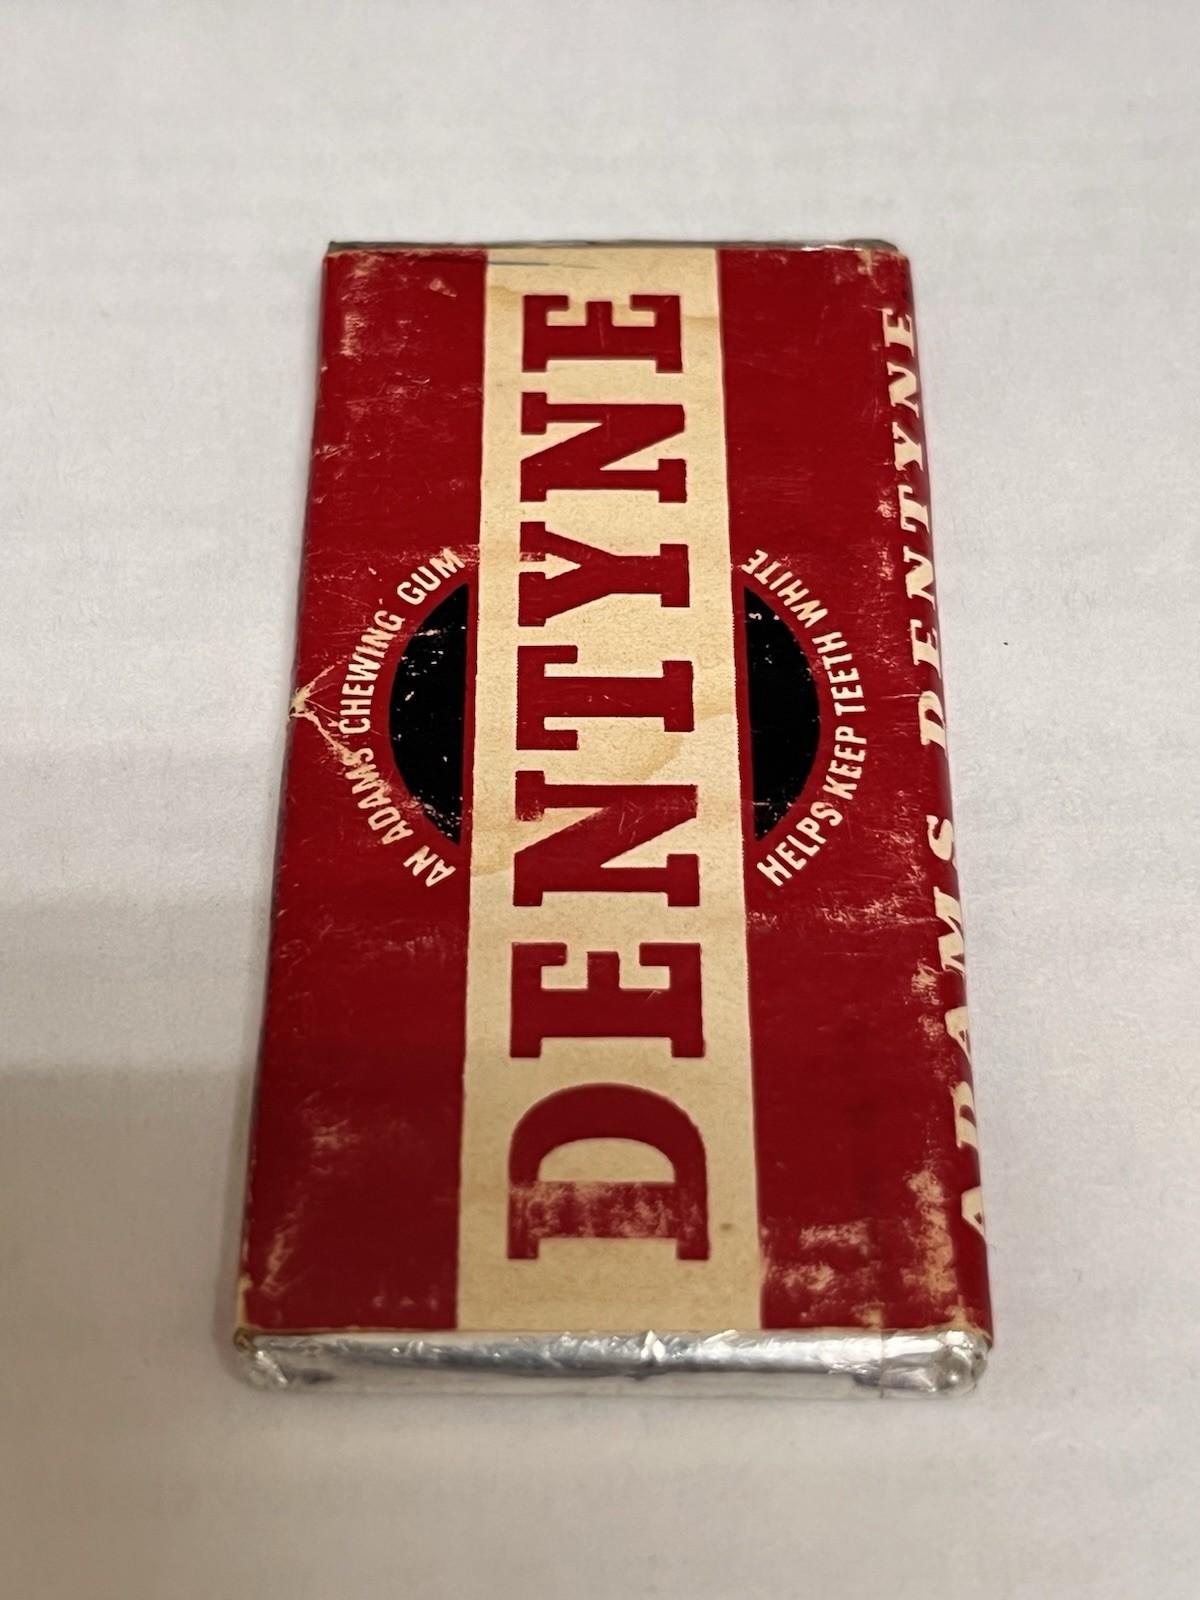 AN ADAMS CHEWING GUM
DENTYNE
HELPS KEEP TEETH WHITE
ADAMS DENTYNE